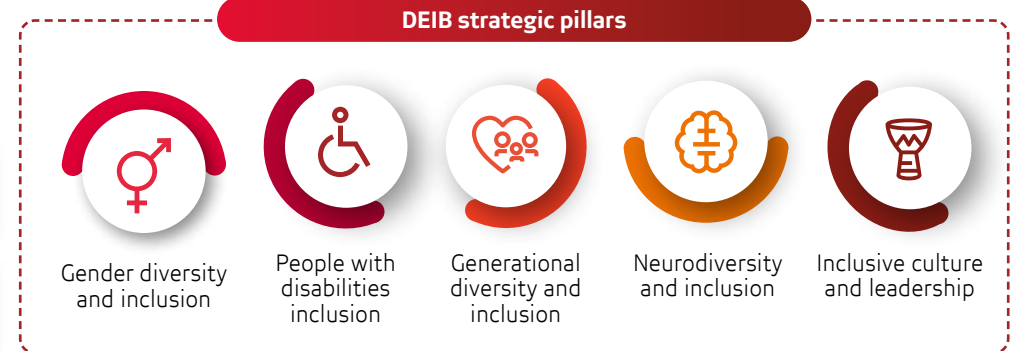 DEIB strategic pillars
Gender diversity
and inclusion
People with
disabilities
inclusion
Generational
diversity and
inclusion
Neurodiversity
and inclusion
Inclusive culture
and leadership